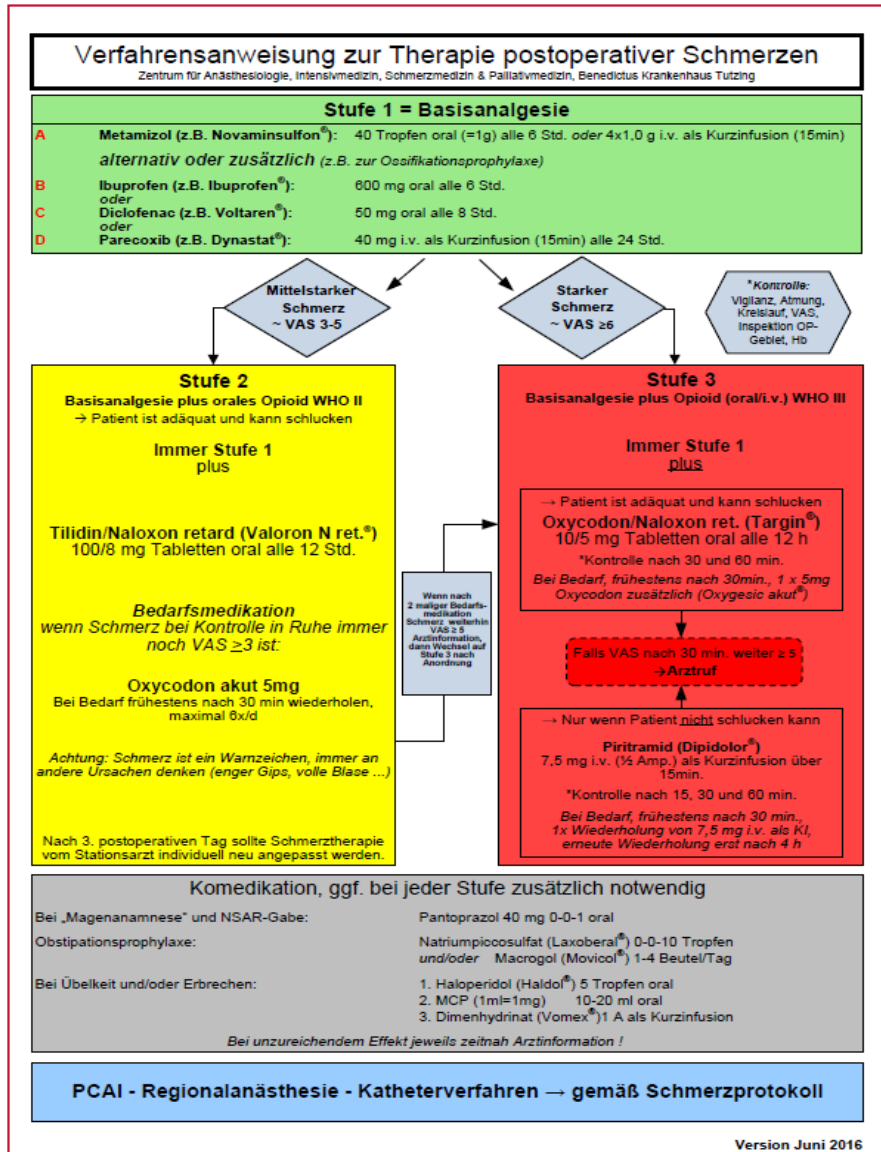 Verfahrensanweisung zur Therapie postoperativer Schmerzen
Zentrum für Anästhesiologie, Intensivmedizin, Schmerzmedizin & Palliativmedizin, Benedictus Krankenhaus Tutzing
Stufe 1 = Basisanalgesie
A Metamizol (z.B. Novaminsulfon®): 40 Tropfen oral (=1g) alle 6 Std. oder 4x1,0 g i.v. als Kurzinfusion (15min)
alternativ oder zusätzlich (z.B. zur Ossifikationsprophylaxe)
B Ibuprofen (z.B. Ibuprofen®): 600 mg oral alle 6 Std.
oder
C Diclofenac (z.B. Voltaren®): 50 mg oral alle 8 Std.
oder
D Parecoxib (z.B. Dynastat®): 40 mg i.v. als Kurzinfusion (15min) alle 24 Std.
Mittelstarker
Schmerz
~ VAS 3-5
Starker
Schmerz
~ VAS ≥6
*Kontrolle:
Vigilanz, Atmung,
Kreislauf, VAS,
Inspektion OP-
Gebiet, Hb
Stufe 2
Basisanalgesie plus orales Opioid WHO II
→ Patient ist adäquat und kann schlucken
Immer Stufe 1
plus
Tilidin/Naloxon retard (Valoron N ret.®)
100/8 mg Tabletten oral alle 12 Std.
Bedarfsmedikation
wenn Schmerz bei Kontrolle in Ruhe immer
noch VAS ≥3 ist:
Oxycodon akut 5mg
Bei Bedarf frühestens nach 30 min wiederholen,
maximal 6x/d
Achtung: Schmerz ist ein Warnzeichen, immer an
andere Ursachen denken (enger Gips, volle Blase ...)
Nach 3. postoperativen Tag sollte Schmerztherapie
vom Stationsarzt individuell neu angepasst werden.
Wenn nach
2 maliger Bedarfs-
medikation
Schmerz weiterhin
VAS ≥ 5
Arztinformation,
dann Wechsel auf
Stufe 3 nach
Anordnung
Stufe 3
Basisanalgesie plus Opioid (oral/i.v.) WHO III
Immer Stufe 1
plus
→ Patient ist adäquat und kann schlucken
Oxycodon/Naloxon ret. (Targin®)
10/5 mg Tabletten oral alle 12 h
*Kontrolle nach 30 und 60 min.
Bei Bedarf, frühestens nach 30min., 1 x 5mg
Oxycodon zusätzlich (Oxygesic akut®)
Falls VAS nach 30 min. weiter ≥ 5
→Arztruf
→ Nur wenn Patient nicht schlucken kann
Piritramid (Dipidolor®)
7,5 mg i.v. (½ Amp.) als Kurzinfusion über
15min.
*Kontrolle nach 15, 30 und 60 min.
Bei Bedarf, frühestens nach 30 min.,
1x Wiederholung von 7,5 mg i.v. als KI,
erneute Wiederholung erst nach 4 h
Komedikation, ggf. bei jeder Stufe zusätzlich notwendig
Bei „Magenanamnese" und NSAR-Gabe: Pantoprazol 40 mg 0-0-1 oral
Obstipationsprophylaxe: Natriumpiccosulfat (Laxoberal®) 0-0-10 Tropfen
und/oder Macrogol (Movicol®) 1-4 Beutel/Tag
Bei Übelkeit und/oder Erbrechen: 1. Haloperidol (Haldol®) 5 Tropfen oral
2. MCP (1ml=1mg) 10-20 ml oral
3. Dimenhydrinat (Vomex®)1 A als Kurzinfusion
Bei unzureichendem Effekt jeweils zeitnah Arztinformation !
PCAI - Regionalanästhesie - Katheterverfahren → gemäß Schmerzprotokoll
Version Juni 2016